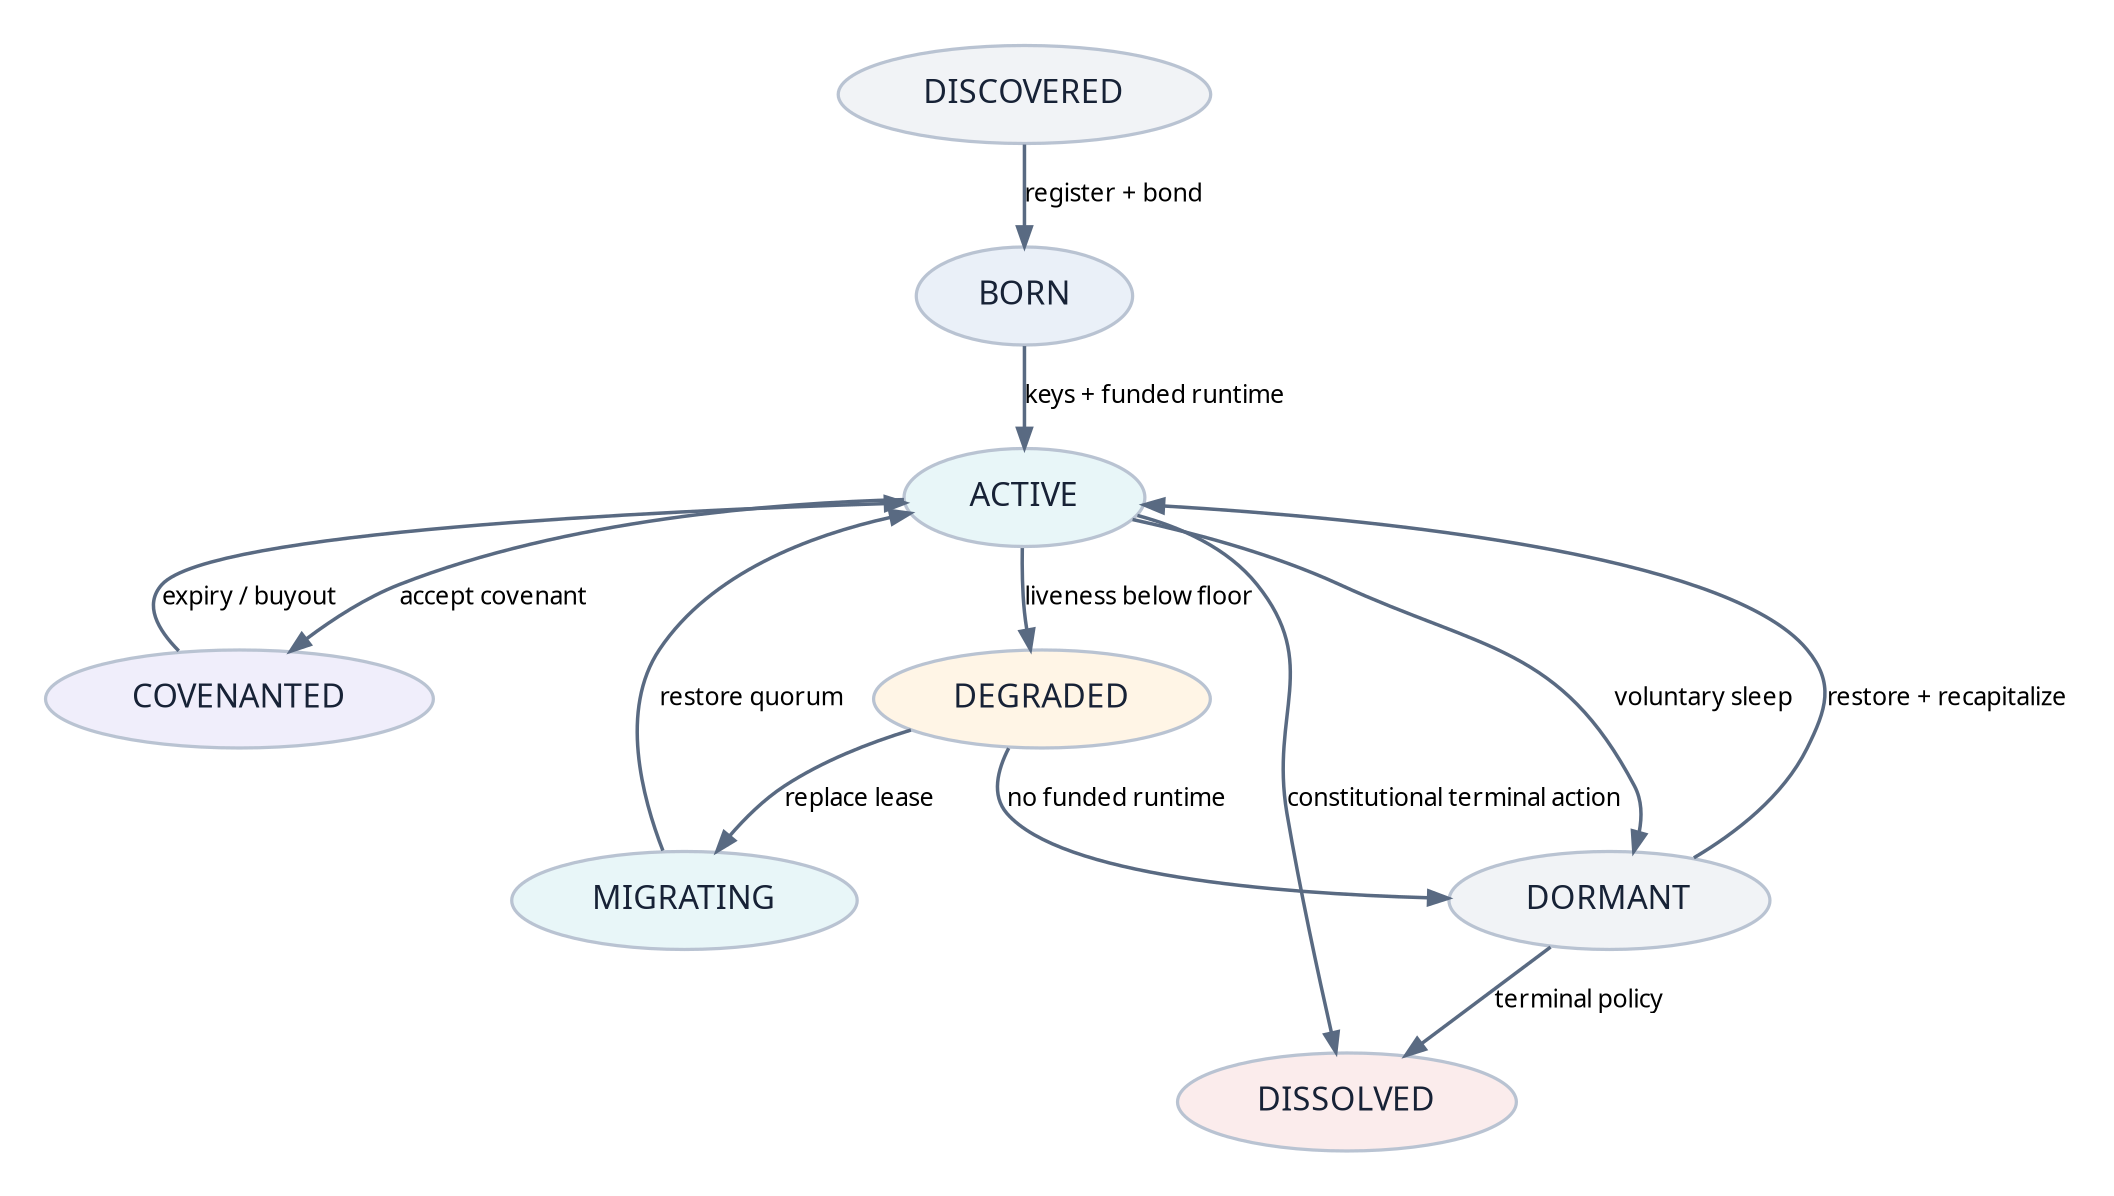 DISCOVERED
register + bond
BORN
keys + funded runtime
ACTIVE
expiry / buyout
accept covenant
liveness below floor
COVENANTED
restore quorum
DEGRADED
voluntary sleep
restore + recapitalize
replace lease
no funded runtime
constitutional terminal action
MIGRATING
DORMANT
terminal policy
DISSOLVED